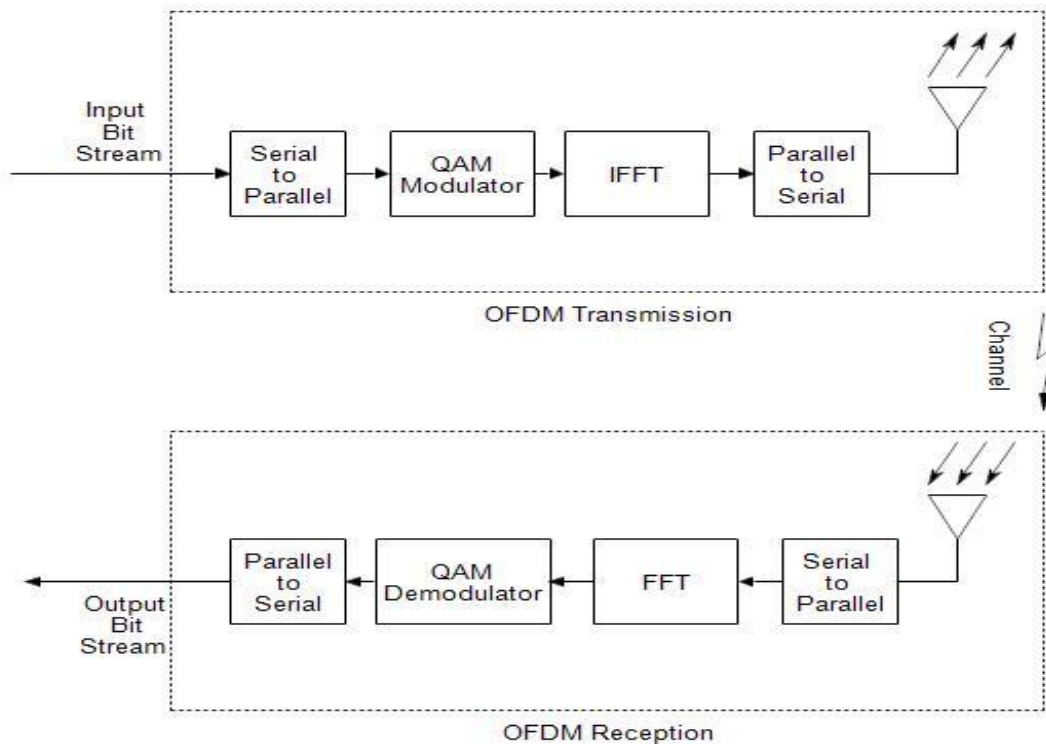 Input
Bit
Stream
Serial
to
Parallel
QAM
Modulator
IFFT
Parallel
to
Serial
OFDM Transmission
Channel
Parallel
to
Serial
QAM
Demodulator
FFT
Serial
to
Parallel
Output
Bit
Stream
OFDM Reception